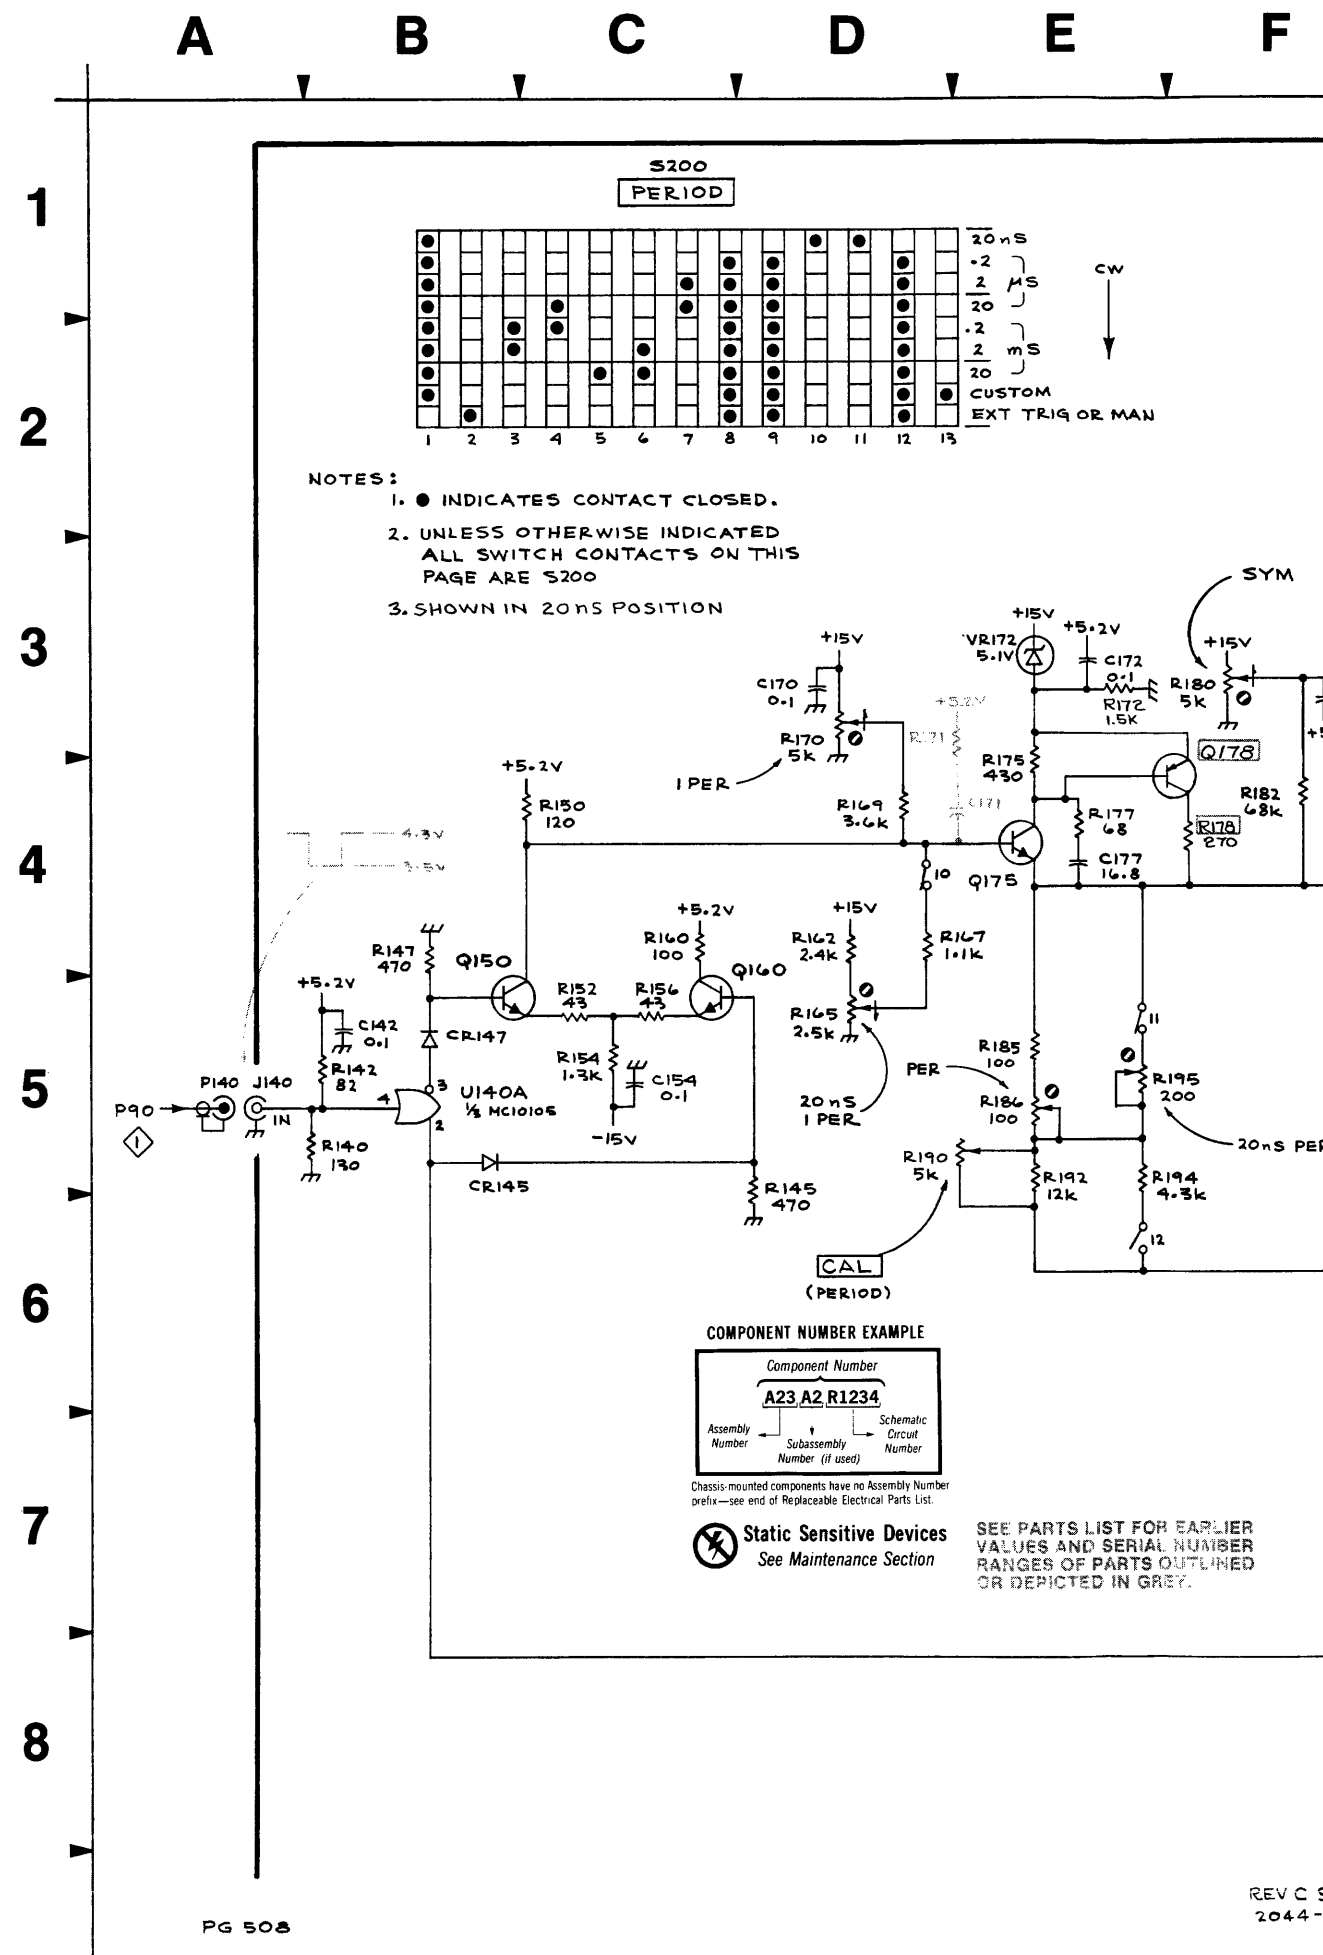 A B C D E F
1
S200
PERIOD
20nS
.2
2 μS
20
.2
2 mS
20
CUSTOM
EXT TRIG OR MAN
CW
2
1 2 3 4 5 6 7 8 9 10 11 12 13
NOTES:
1. ● INDICATES CONTACT CLOSED.
2. UNLESS OTHERWISE INDICATED
ALL SWITCH CONTACTS ON THIS
PAGE ARE S200
3. SHOWN IN 20nS POSITION
3
SYM
+15V
VR172
5.1V
+5.2V
C172
0.1
R172
1.5K
+15V
R180
5K
+15V
C170
0.1
R170
5K
1 PER
+5.2V
R171
C171
R175
430
Q178
R182
68K
R177
68
R178
270
C177
16.8
+5.2V
R150
120
R169
3.6K
4
4.3V
3.5V
10
Q175
+5.2V
+15V
R147
470
Q150
R160
100
Q160
R162
2.4K
R167
1.1K
+5.2V
C142
0.1
R142
82
CR147
R152
43
R156
43
R154
1.3K
C154
0.1
-15V
R165
2.5K
20nS
1 PER
11
5
P140 J140
P90
1
IN
R140
130
4
3
2
U140A
1/3 MC10105
CR145
R145
470
PER
R185
100
R186
100
R195
200
20nS PER
R190
5K
R192
12K
R194
4.3K
12
CAL
(PERIOD)
6
COMPONENT NUMBER EXAMPLE
Component Number
A23 A2 R1234
Assembly
Number
Subassembly
Number (if used)
Schematic
Circuit
Number
Chassis-mounted components have no Assembly Number
prefix—see end of Replaceable Electrical Parts List.
7
Static Sensitive Devices
See Maintenance Section
SEE PARTS LIST FOR EARLIER
VALUES AND SERIAL NUMBER
RANGES OF PARTS OUTLINED
OR DEPICTED IN GREY.
8
PG 508
REV C
2044-